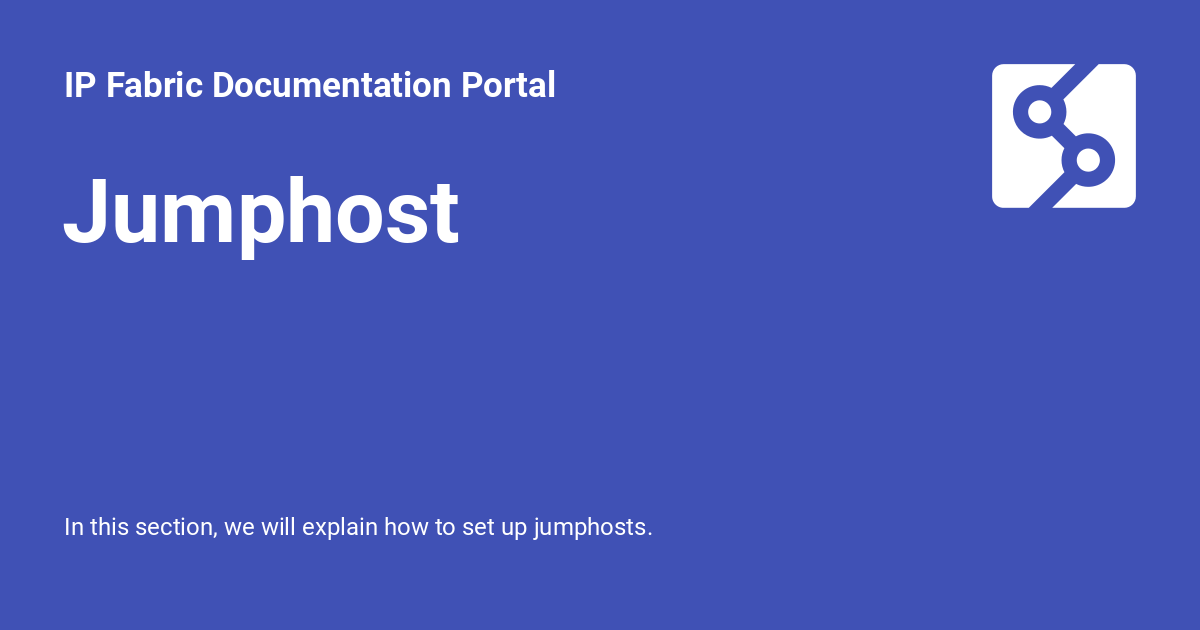 IP Fabric Documentation Portal
Jumphost
In this section, we will explain how to set up jumphosts.